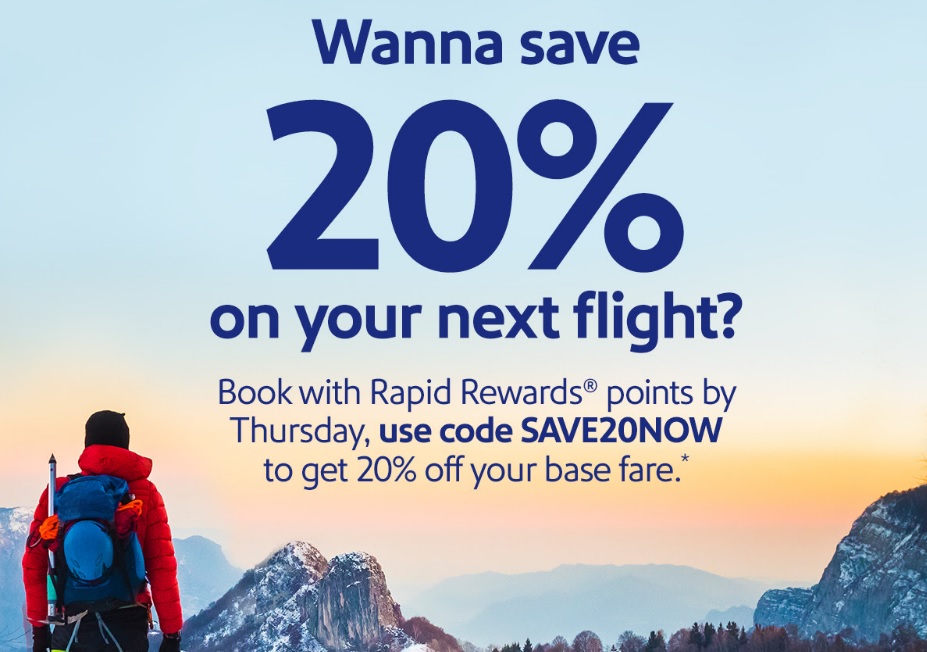 Wanna save
20%
on your next flight?
Book with Rapid Rewards® points by
Thursday, use code SAVE20NOW
to get 20% off your base fare.*